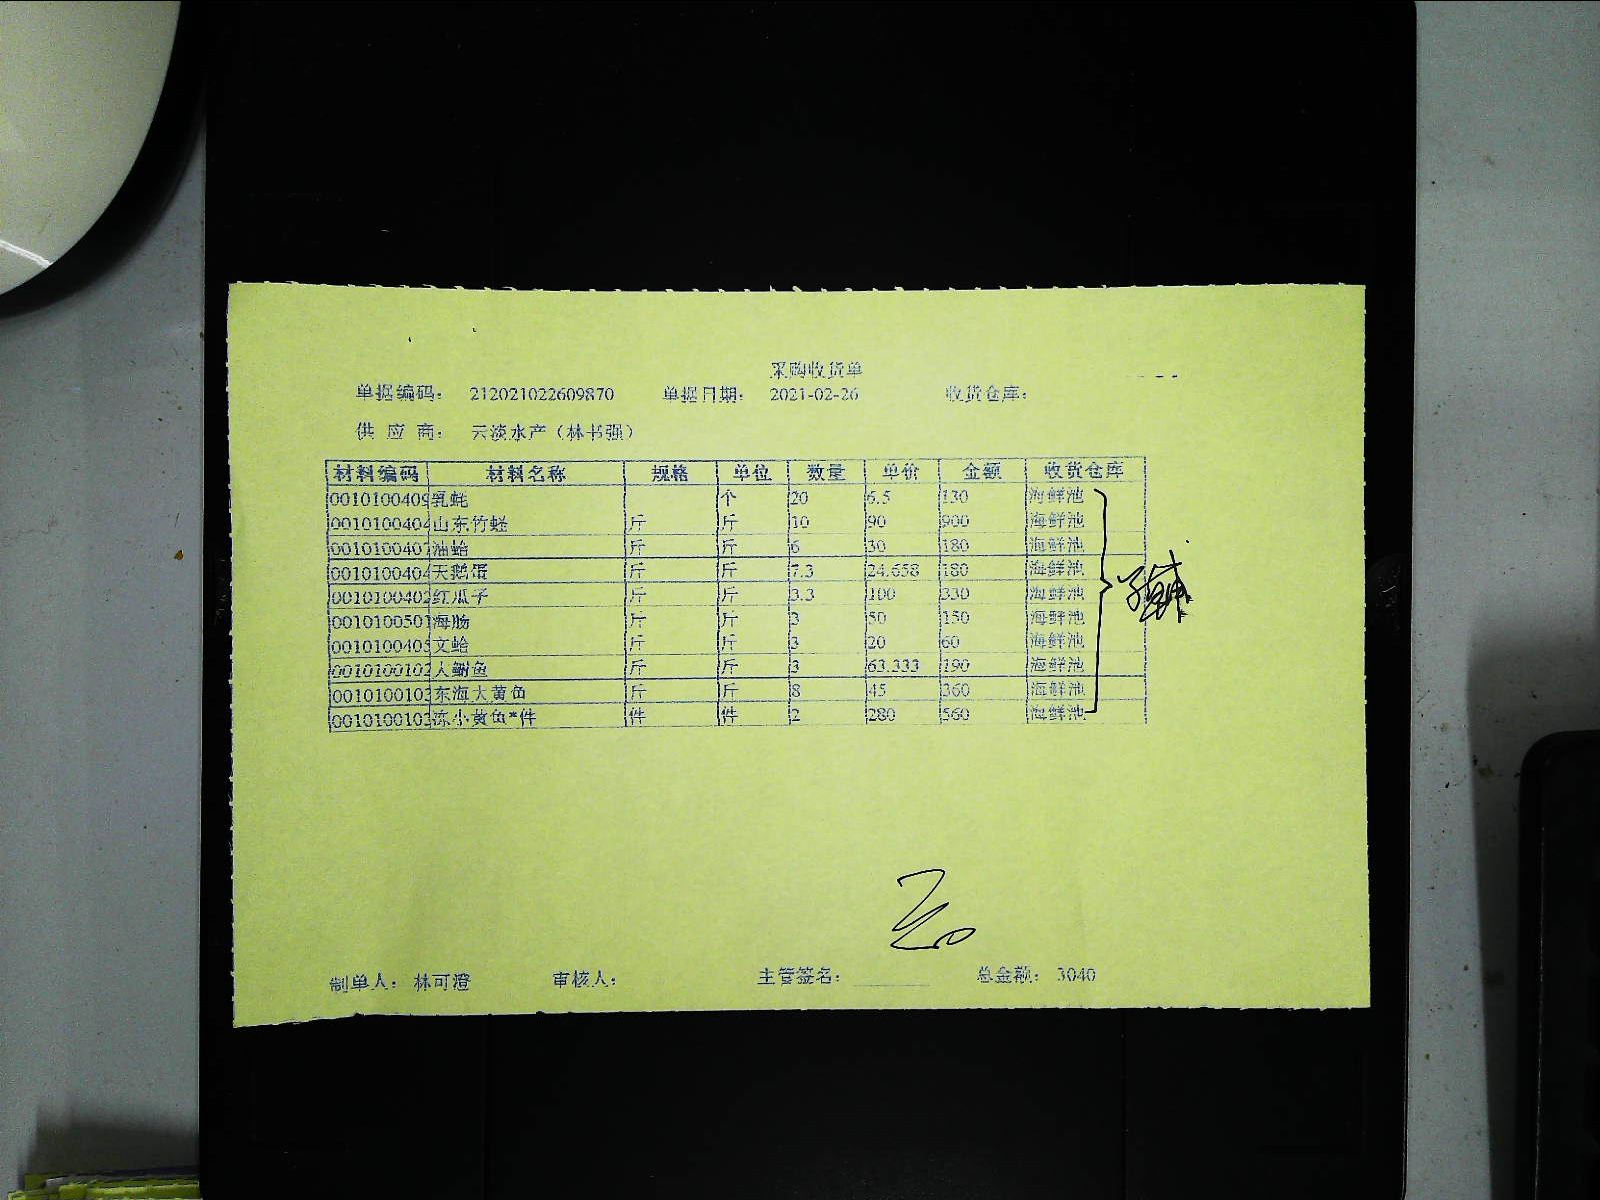 采购收货单
单据编码： 212021022609870 单据日期： 2021-02-26 收货仓库：
供 应 商： 云淡水产（林书强）
材料编码 材料名称 规格 单位 数量 单价 金额 收货仓库
0010100409 乳蚝 个 20 6.5 130 海鲜池
0010100404 山东竹蛏 斤 斤 10 90 900 海鲜池
001010040 油蛤 斤 斤 6 30 180 海鲜池
0010100404 天鹅蛋 斤 斤 7.3 24.658 180 海鲜池
0010100402 红瓜子 斤 斤 3.3 100 330 海鲜池
0010100501 海肠 斤 斤 3 50 150 海鲜池
0010100405 文蛤 斤 斤 3 20 60 海鲜池
0010100102 斤 斤 3 63.333 190 海鲜池
0010100103 东海大黄鱼 斤 斤 8 45 360 海鲜池
0010100103 冻小黄鱼*件 件 件 2 280 560 海鲜池
制单人： 林可澄 审核人： 主管签名： 总金额： 3040